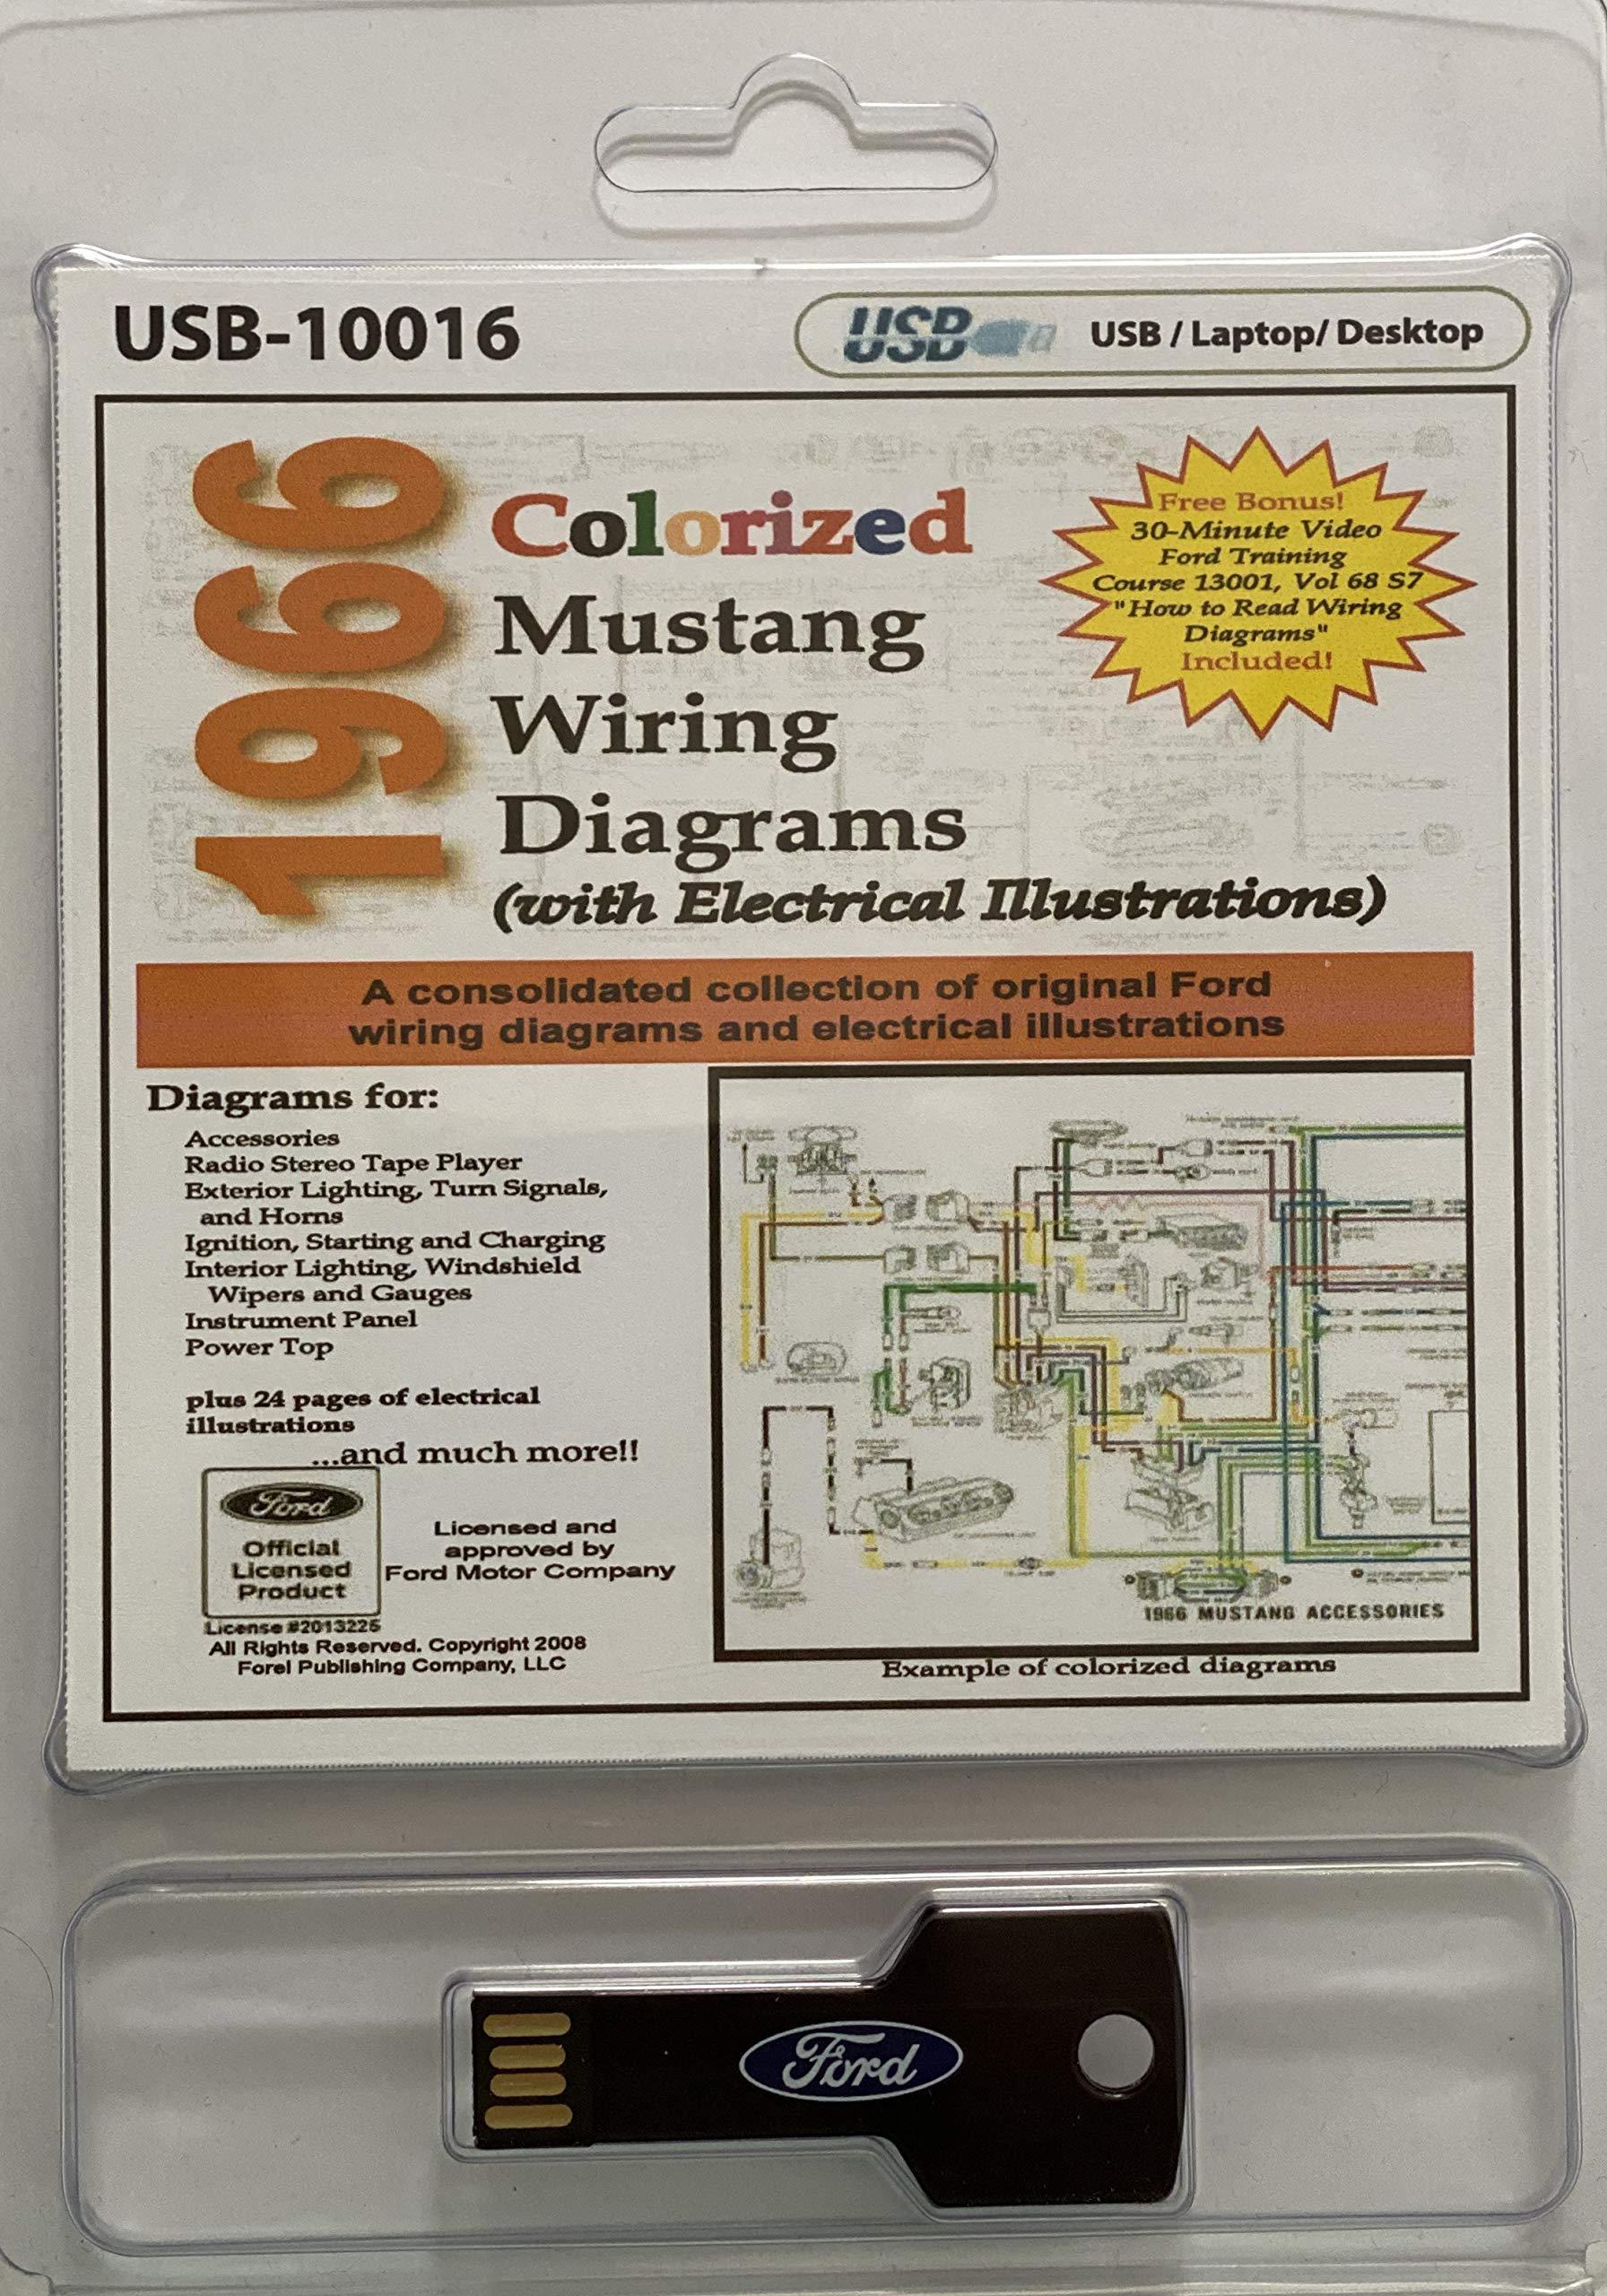 USB-10016
USB
USB / Laptop/ Desktop
1966
Colorized
Mustang
Wiring
Diagrams
(with Electrical Illustrations)
Free Bonus!
30-Minute Video
Ford Training
Course 13001, Vol 68 S7
"How to Read Wiring
Diagrams"
Included!
A consolidated collection of original Ford
wiring diagrams and electrical illustrations
Diagrams for:
Accessories
Radio Stereo Tape Player
Exterior Lighting, Turn Signals,
and Horns
Ignition, Starting and Charging
Interior Lighting, Windshield
Wipers and Gauges
Instrument Panel
Power Top
plus 24 pages of electrical
illustrations
...and much more!!
Ford
Official
Licensed
Product
License #2013225
Licensed and
approved by
Ford Motor Company
All Rights Reserved. Copyright 2008
Forel Publishing Company, LLC
1966 MUSTANG ACCESSORIES
Example of colorized diagrams
Ford